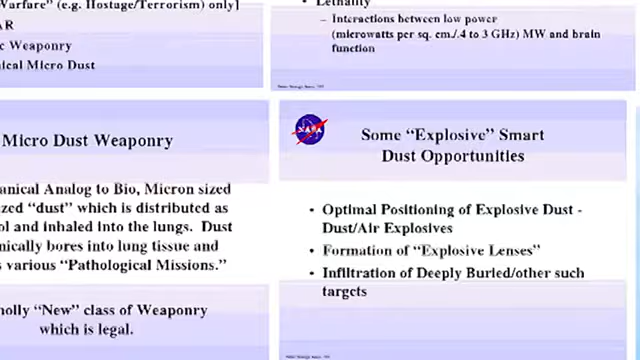 Warfare" (e.g. Hostage/Terrorism) only]
AR
c Weaponry
nical Micro Dust
• Lethality
– Interactions between low power
(microwatts per sq. cm./.4 to 3 GHz) MW and brain
function
Micro Dust Weaponry
anical Analog to Bio, Micron sized
zed "dust" which is distributed as
ol and inhaled into the lungs. Dust
nically bores into lung tissue and
s various "Pathological Missions."
holly "New" class of Weaponry
which is legal.
NASA
Some "Explosive" Smart
Dust Opportunities
• Optimal Positioning of Explosive Dust -
Dust/Air Explosives
• Formation of "Explosive Lenses"
• Infiltration of Deeply Buried/other such
targets